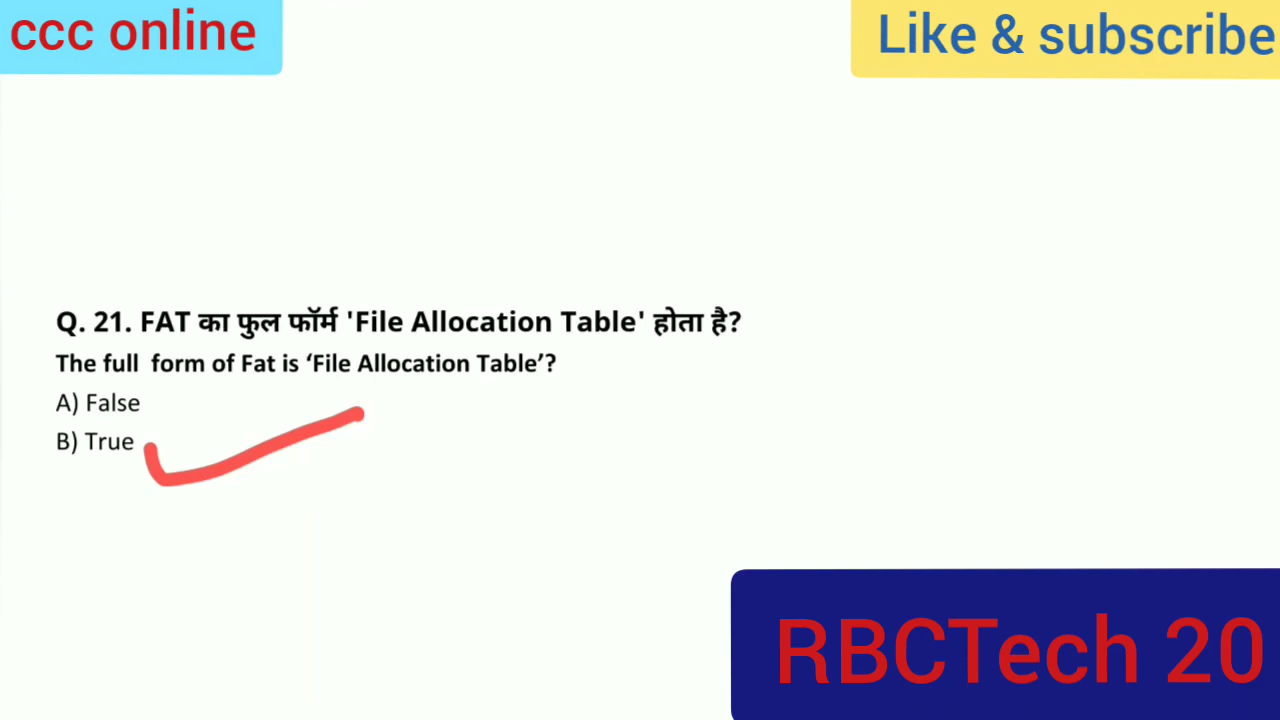 ccc online
Like & subscribe
Q. 21. FAT का फुल फॉर्म 'File Allocation Table' होता है?
The full form of Fat is ‘File Allocation Table’?
A) False
B) True
RBCTech 20